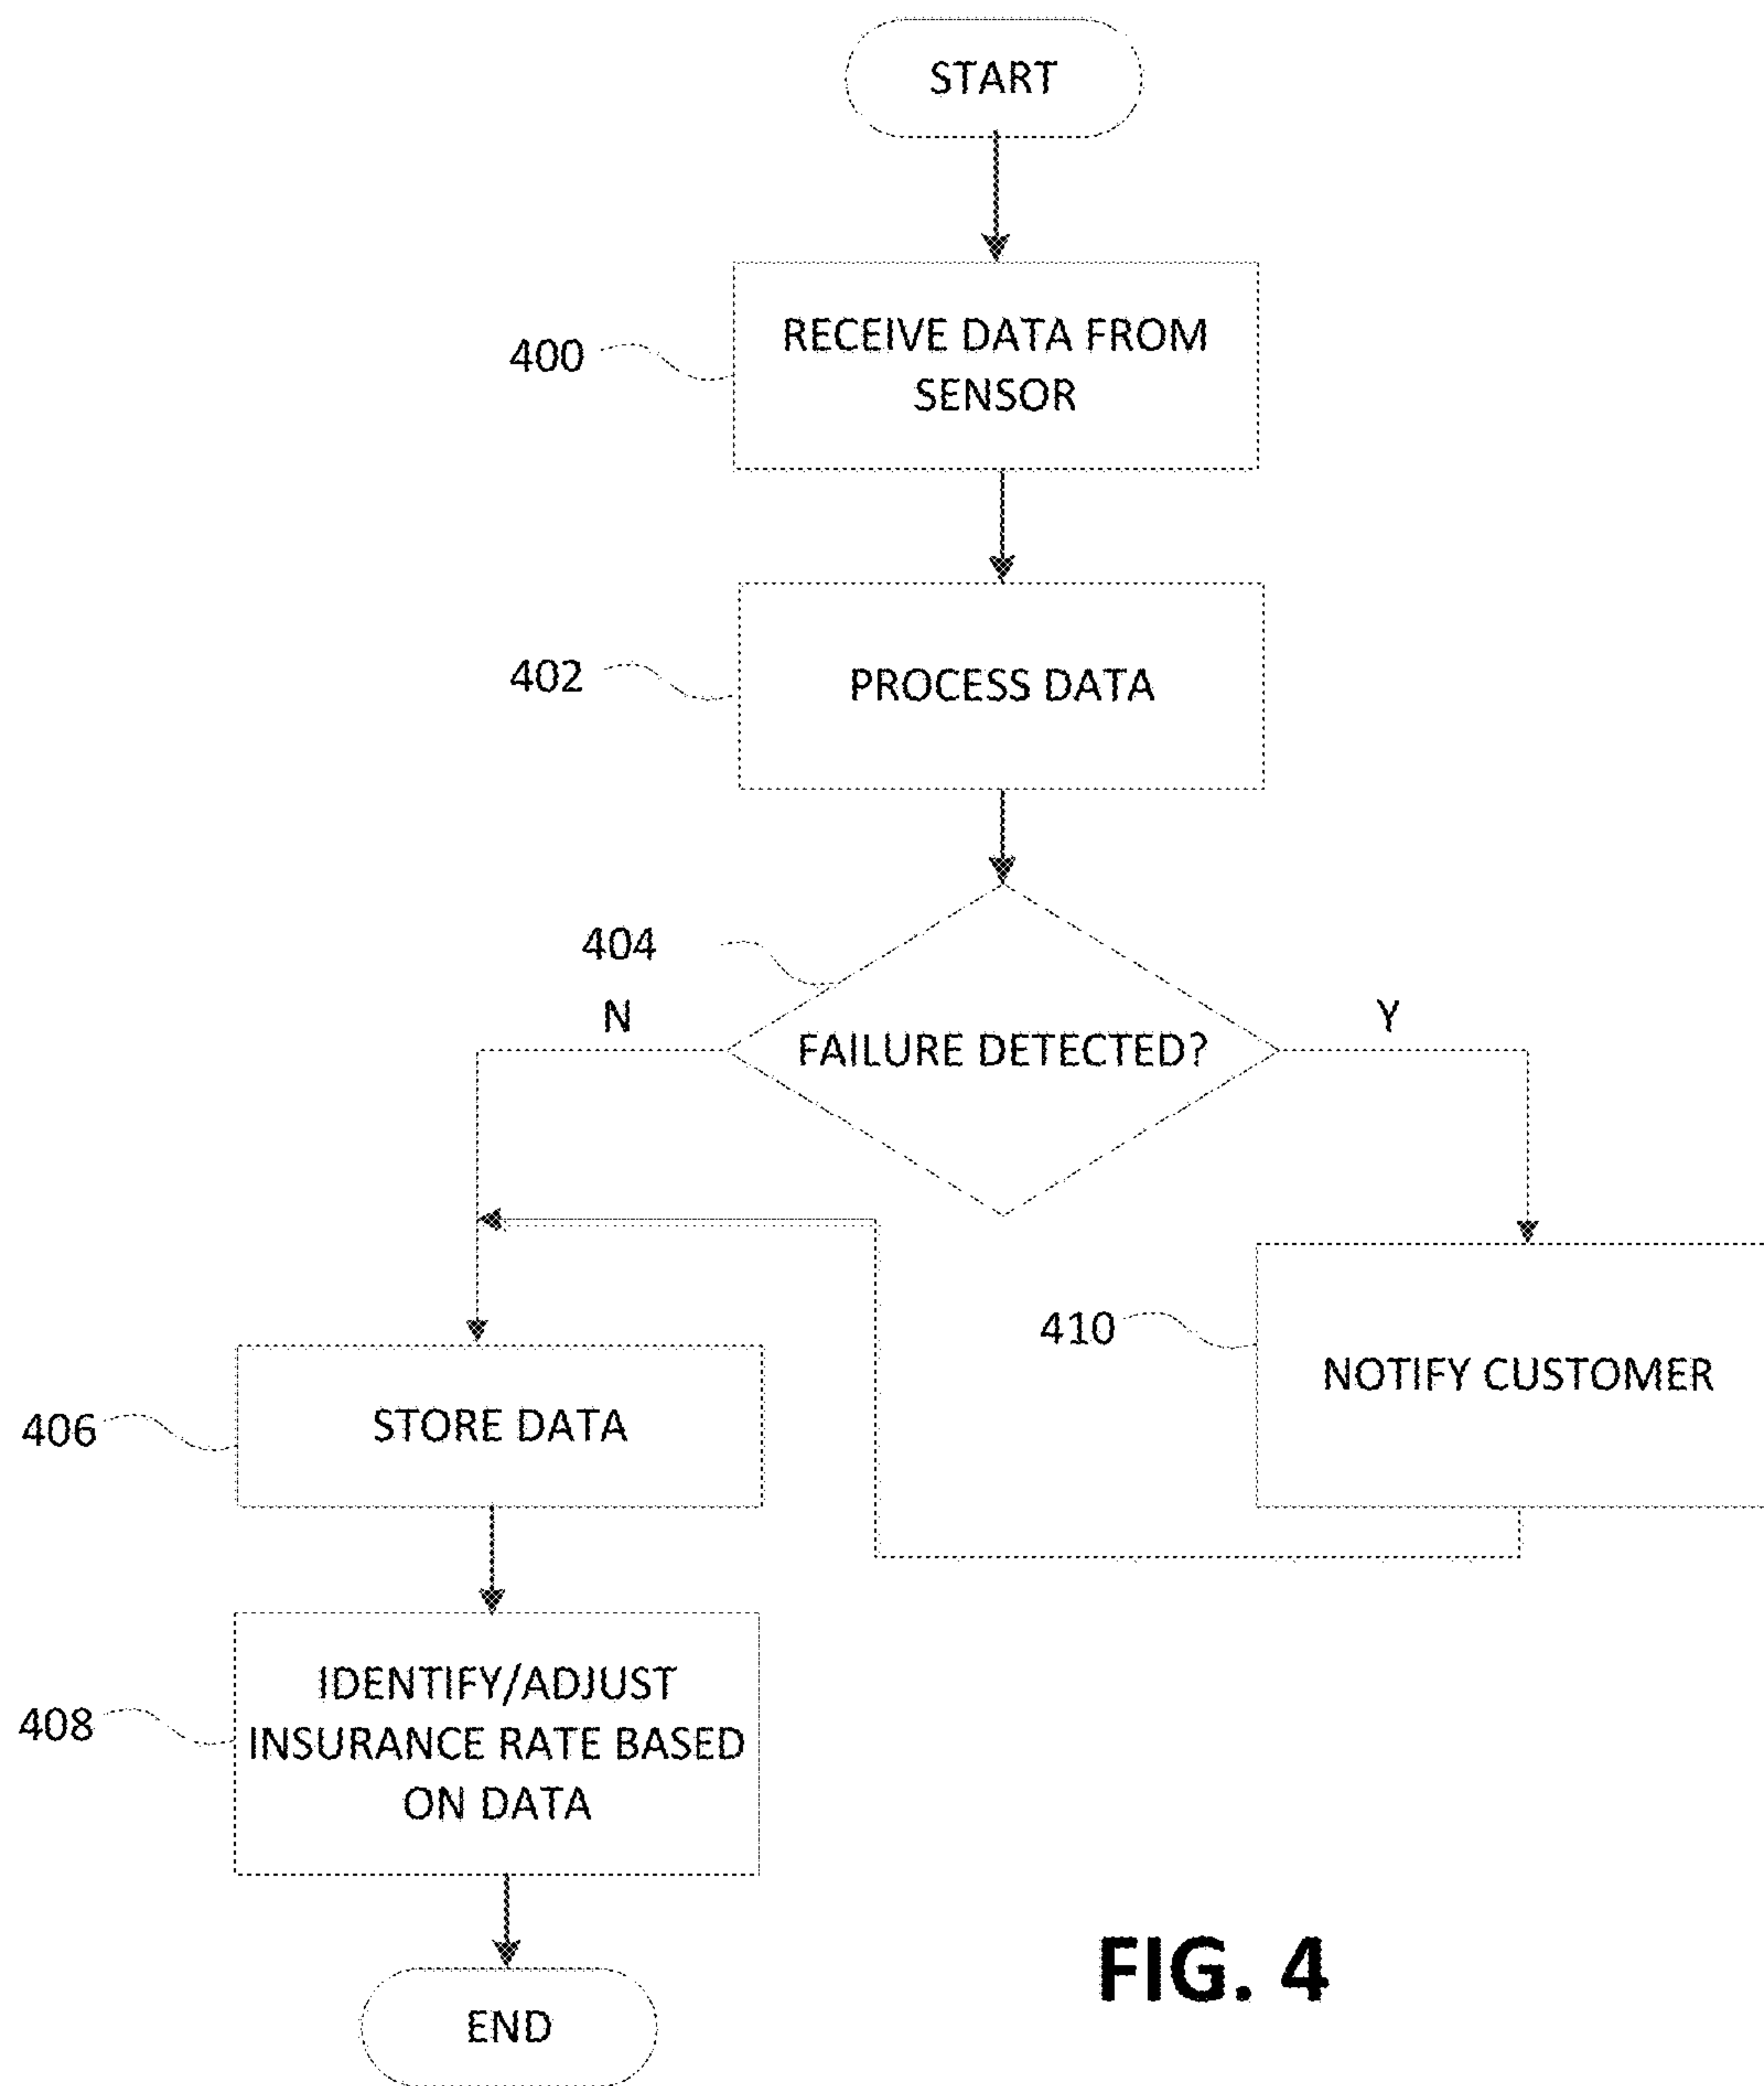 START
400
RECEIVE DATA FROM
SENSOR
402
PROCESS DATA
404
N
FAILURE DETECTED?
Y
410
NOTIFY CUSTOMER
406
STORE DATA
408
IDENTIFY/ADJUST
INSURANCE RATE BASED
ON DATA
END
FIG. 4